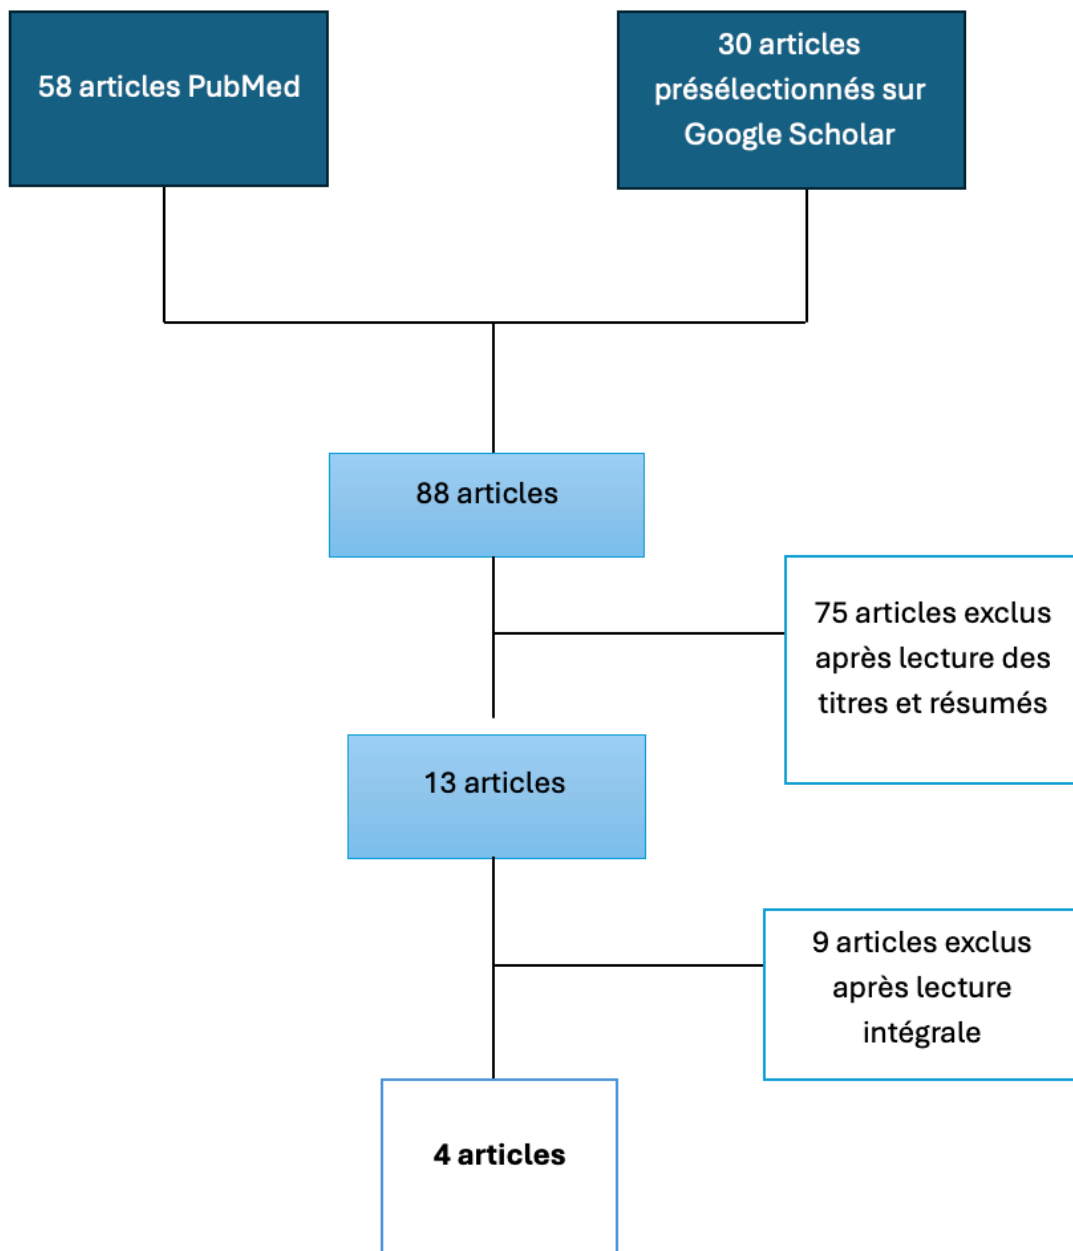 58 articles PubMed
30 articles
présélectionnés sur
Google Scholar
88 articles
75 articles exclus
après lecture des
titres et résumés
13 articles
9 articles exclus
après lecture
intégrale
4 articles